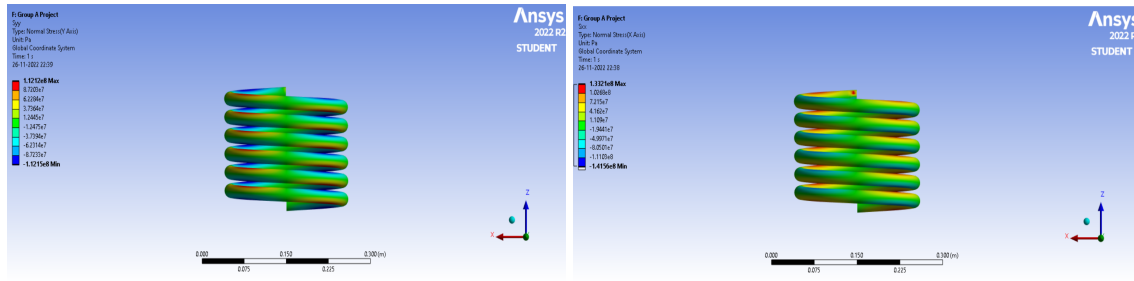 F: Group A Project
Syy
Type: Normal Stress(Y Axis)
Unit: Pa
Global Coordinate System
Time: 1 s
26-11-2022 22:39
1.1212e8 Max
8.7203e7
6.2284e7
3.7364e7
1.2445e7
-1.2475e7
-3.7394e7
-6.2314e7
-8.7233e7
-1.1215e8 Min
Ansys
2022 R2
STUDENT
Z
X
0.000
0.150
0.300 (m)
0.075
0.225
F: Group A Project
Sxx
Type: Normal Stress(X Axis)
Unit: Pa
Global Coordinate System
Time: 1 s
26-11-2022 22:38
1.3321e8 Max
1.0268e8
7.215e7
4.162e7
1.109e7
-1.9441e7
-4.9971e7
-8.0501e7
-1.1103e8
-1.4156e8 Min
Ansys
2022 R
STUDENT
Z
X
0.000
0.150
0.300 (m)
0.075
0.225